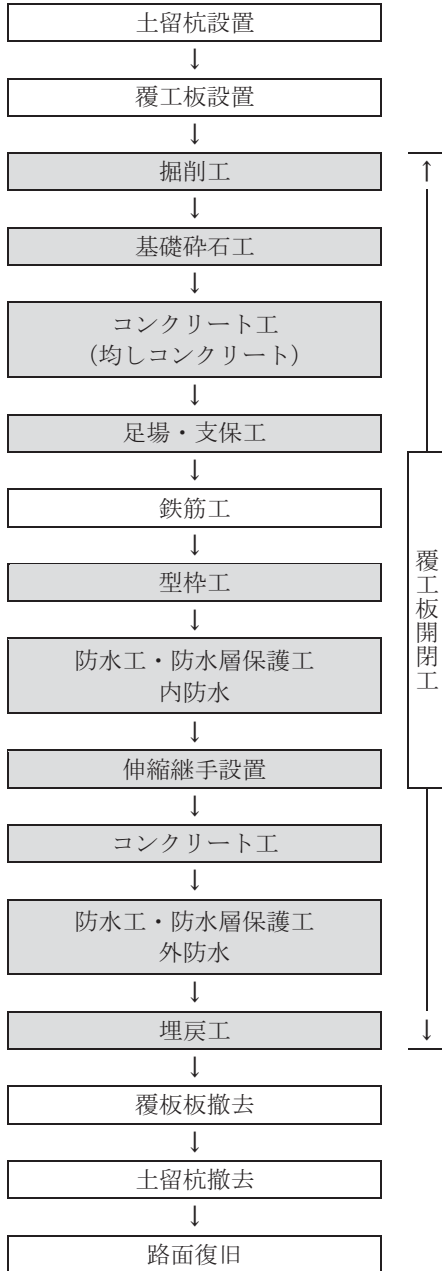 土留杭設置
↓
覆工板設置
↓
掘削工
↓
基礎砕石工
↓
コンクリート工
(均しコンクリート)
↓
足場・支保工
↓
鉄筋工
↓
型枠工
↓
防水工・防水層保護工
内防水
↓
伸縮継手設置
↓
コンクリート工
↓
防水工・防水層保護工
外防水
↓
埋戻工
↓
覆板板撤去
↓
土留杭撤去
↓
路面復旧
↑
覆工板開閉工
↓